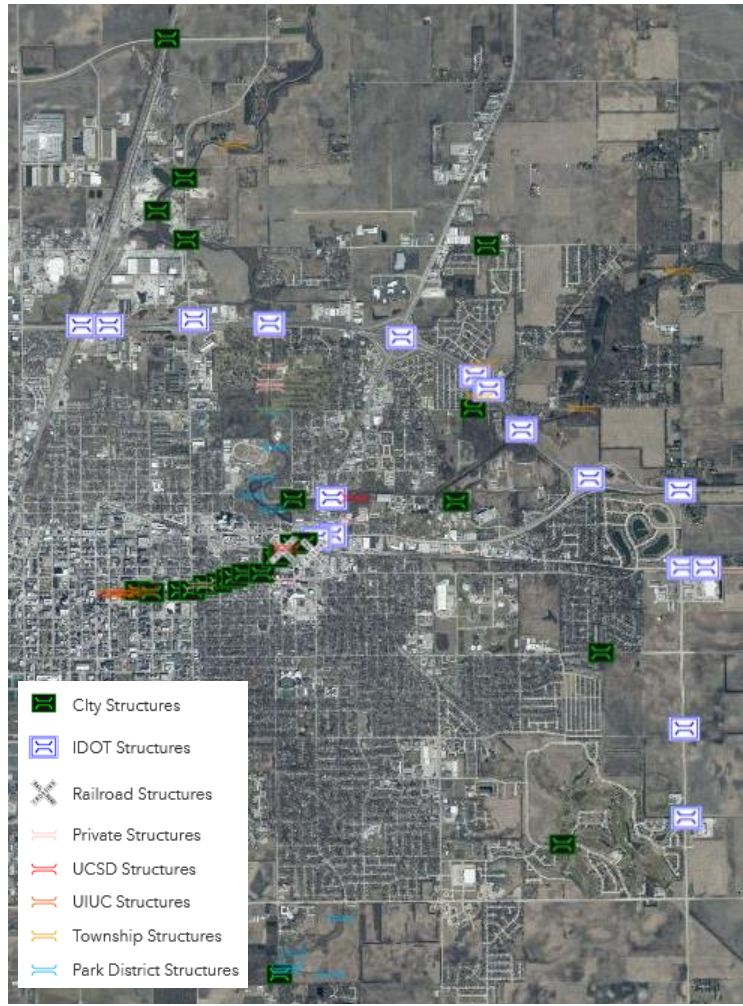 CIty Structures
IDOT Structures
Railroad Structures
Private Structures
UCSD Structures
UIUC Structures
Township Structures
Park District Structures